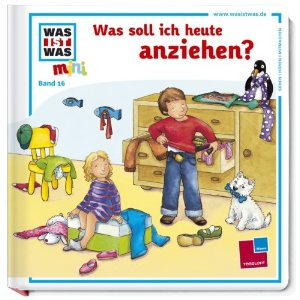 www.wasistwas.de
WAS
IST
WAS
mini
Band 16
Was soll ich heute
anziehen?
TESSLOFF